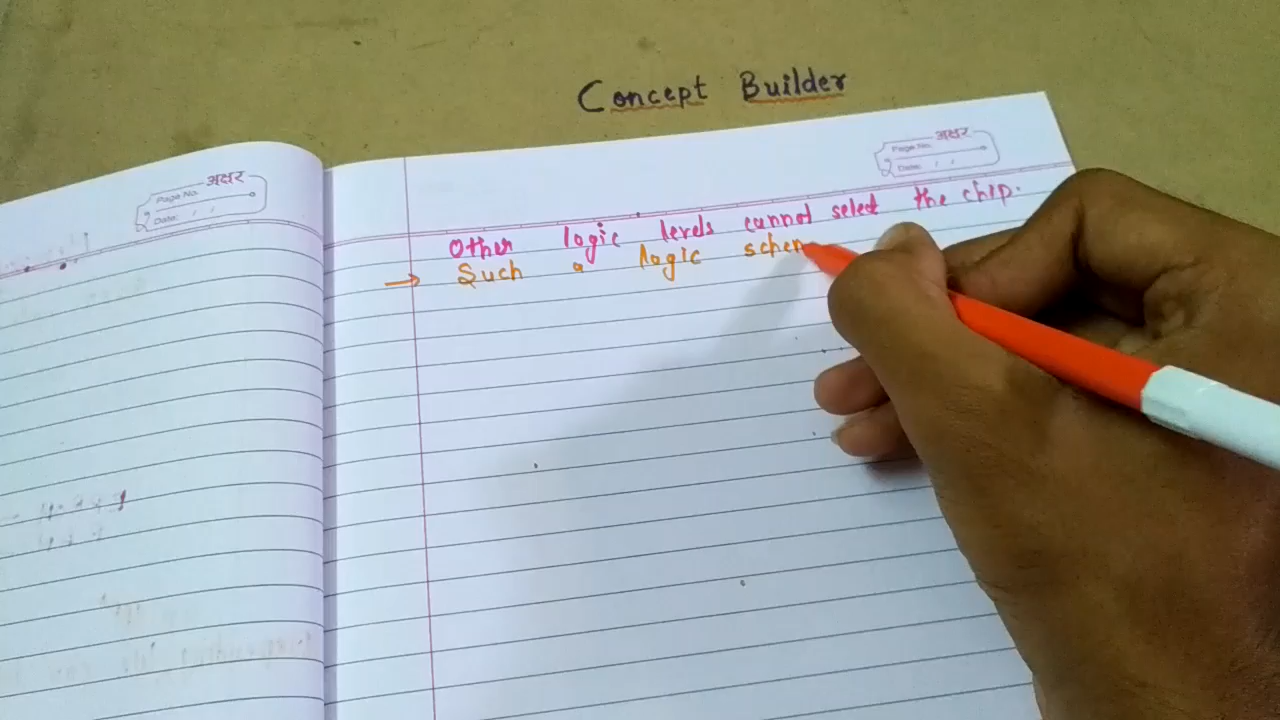 Concept Builder
अक्षर
Page No.
Date: / /
अक्षर
Page No.
Date: / /
Other logic levels cannot select the chip.
→ Such a logic schem